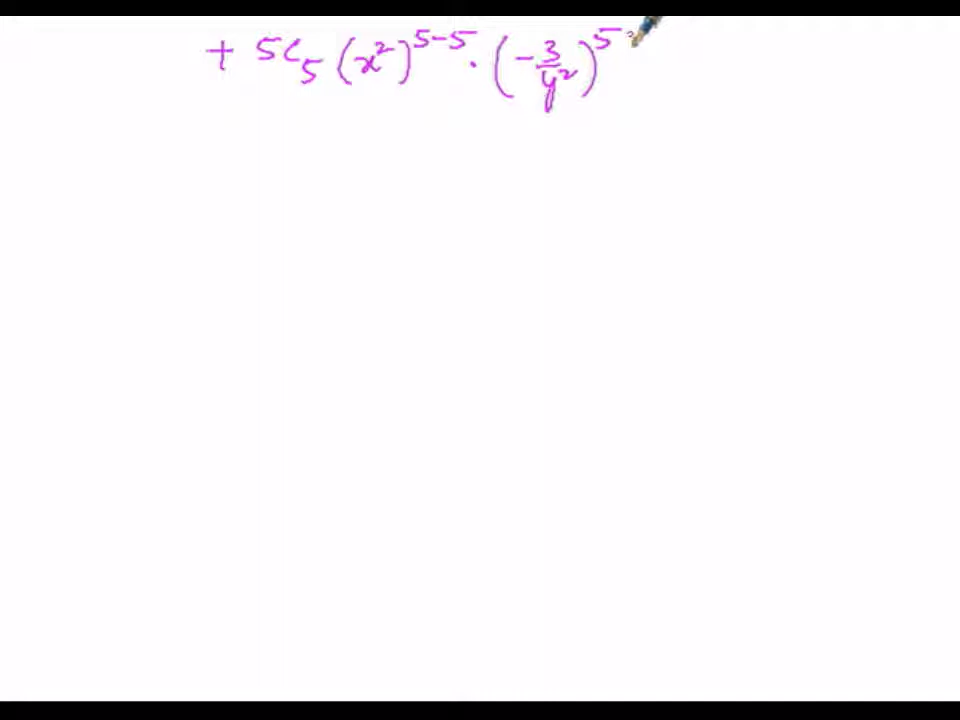 + 5C₅ (x²)⁵⁻⁵ · (-3/y²)⁵